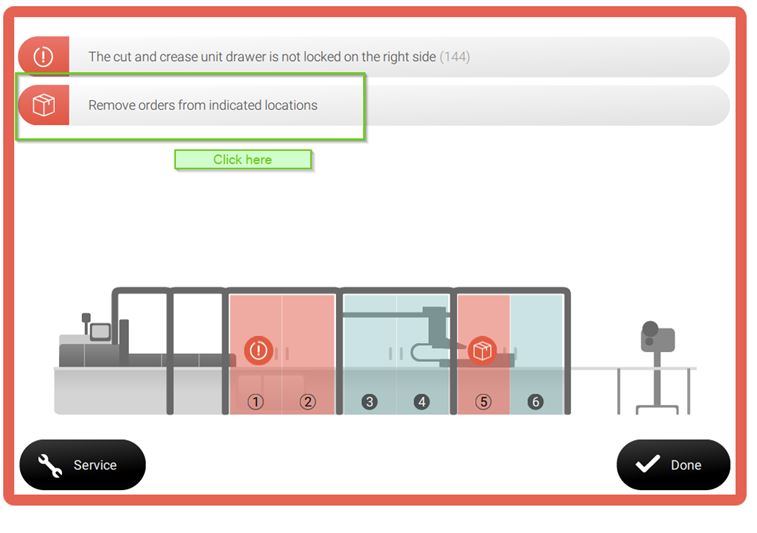 The cut and crease unit drawer is not locked on the right side (144)
Remove orders from indicated locations
Click here
1 2 3 4 5 6
Service
Done